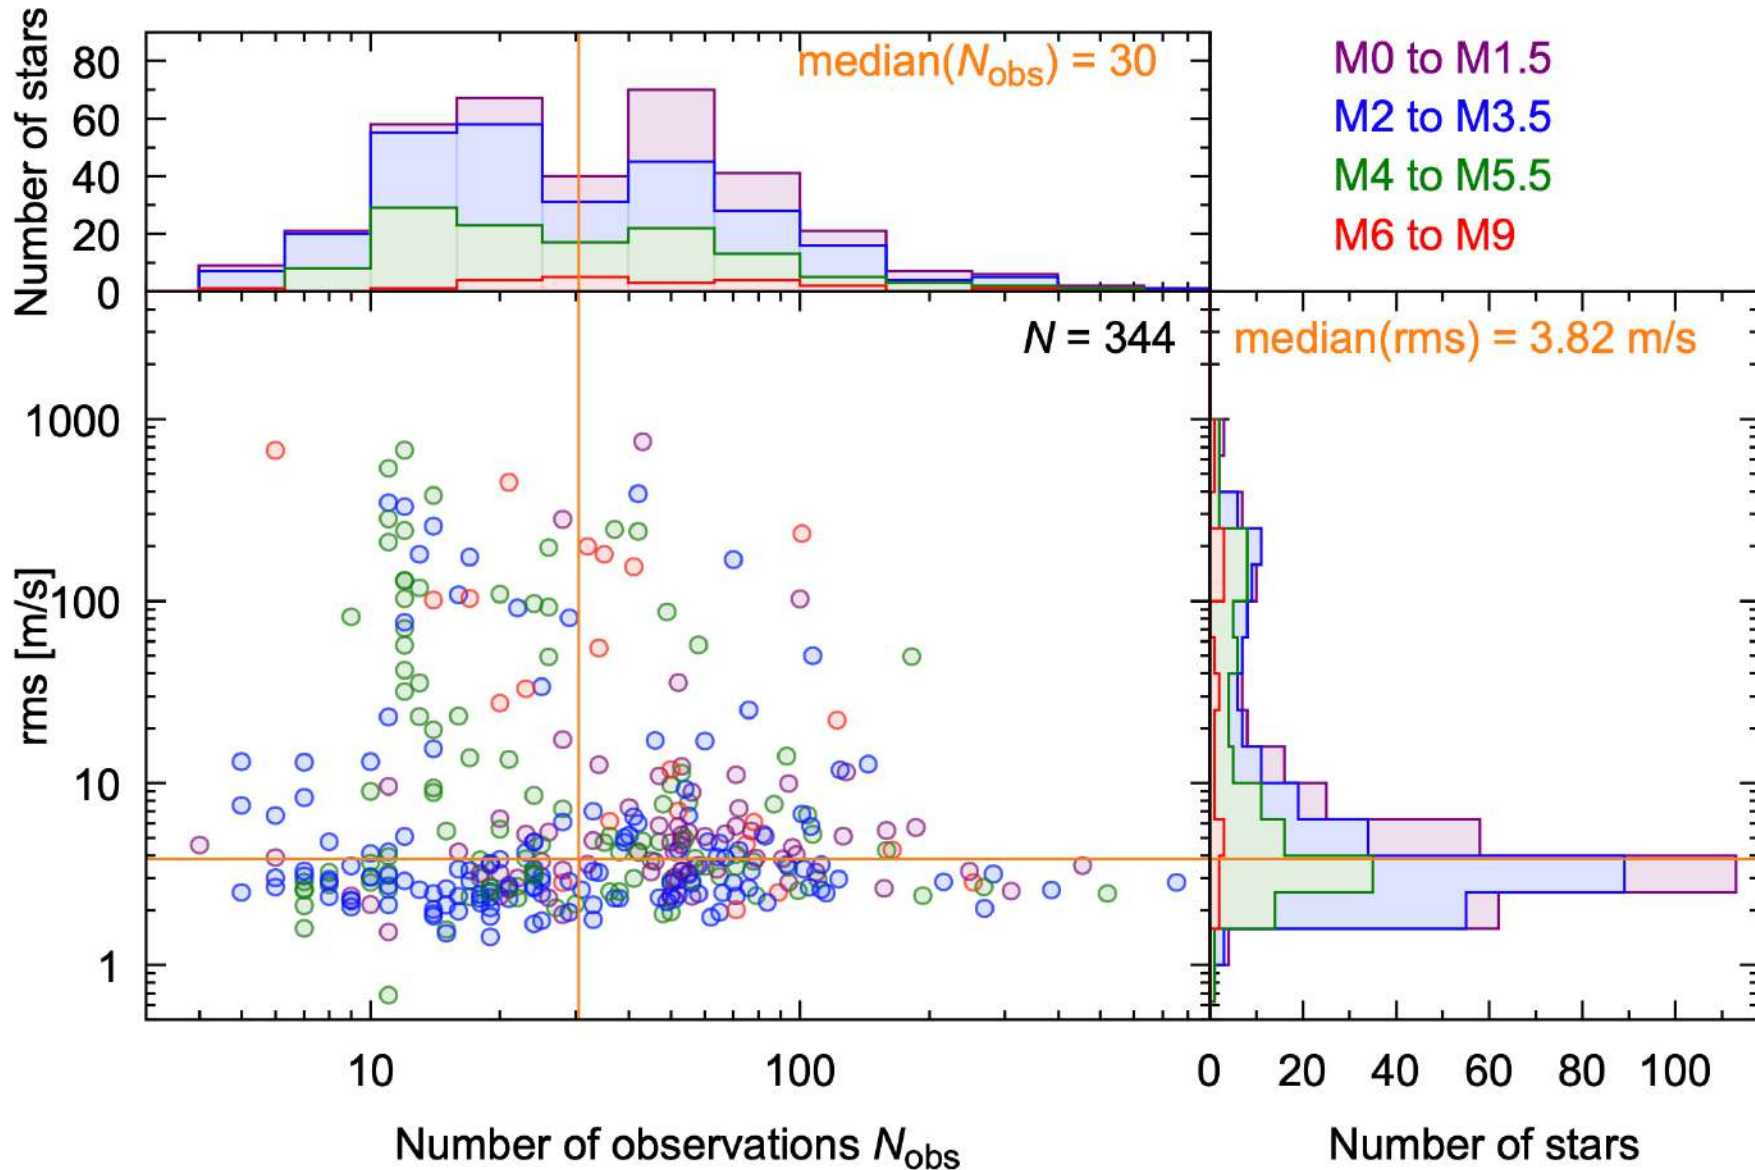 Number of stars
80
60
40
20
0
median(Nobs) = 30
M0 to M1.5
M2 to M3.5
M4 to M5.5
M6 to M9
N = 344
median(rms) = 3.82 m/s
rms [m/s]
1000
100
10
1
10
100
0
20
40
60
80
100
Number of observations Nobs
Number of stars